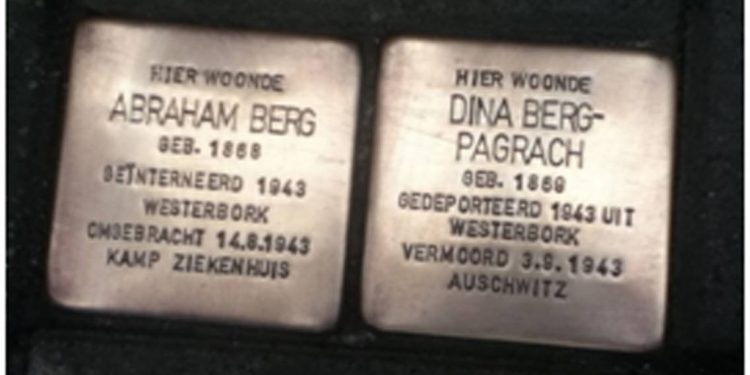 HIER WOONDE
ABRAHAM BERG
GEB. 1868
GEÏNTERNEERD 1943
WESTERBORK
OMGEBRACHT 14.8.1943
KAMP ZIEKENHUIS
HIER WOONDE
DINA BERG-
PAGRACH
GEB. 1869
GEDEPORTEERD 1943 UIT
WESTERBORK
VERMOORD 3.9.1943
AUSCHWITZ